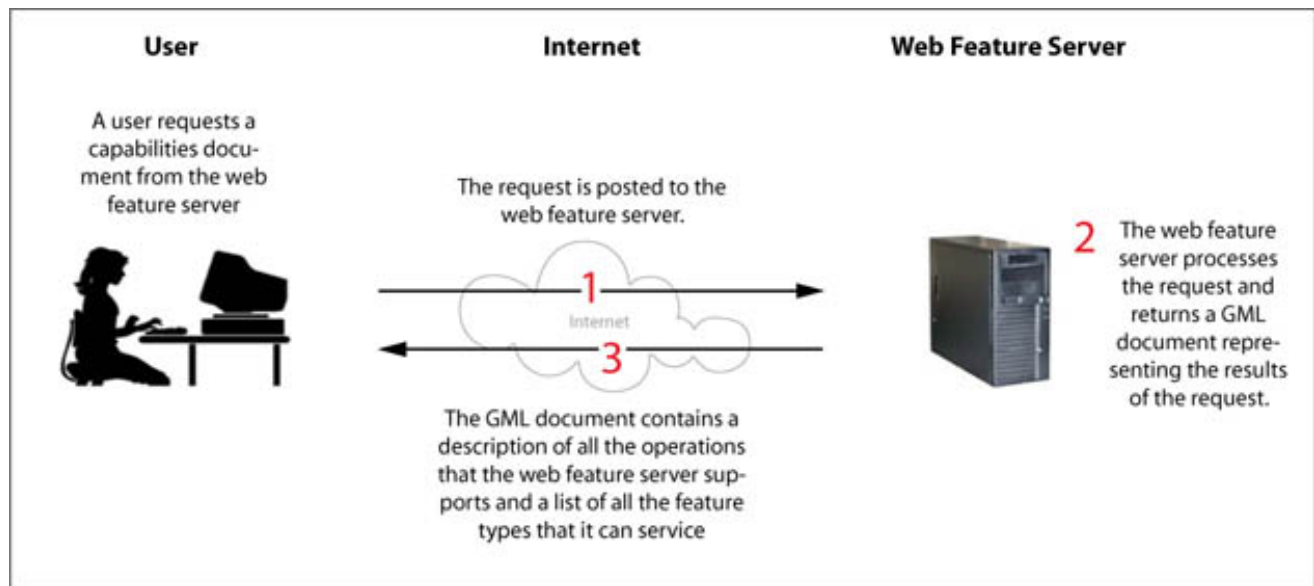 User
Internet
Web Feature Server
A user requests a
capabilities docu-
ment from the web
feature server
The request is posted to the
web feature server.
1
Internet
3
The GML document contains a
description of all the operations
that the web feature server sup-
ports and a list of all the feature
types that it can service
2
The web feature
server processes
the request and
returns a GML
document repre-
senting the results
of the request.